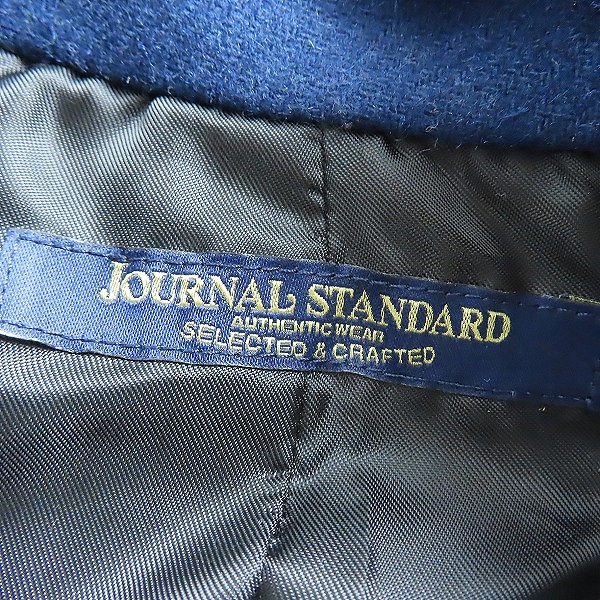 JOURNAL STANDARD
AUTHENTIC WEAR
SELECTED & CRAFTED